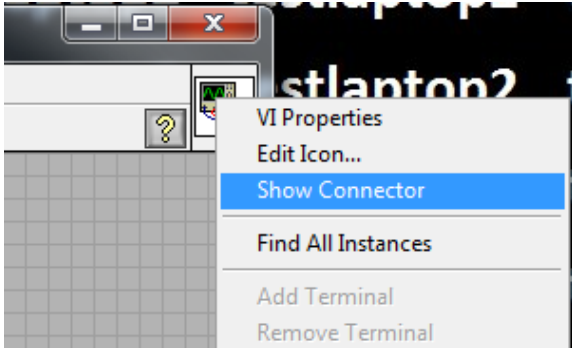 stlaptop2
VI Properties
Edit Icon...
Show Connector
Find All Instances
Add Terminal
Remove Terminal
?